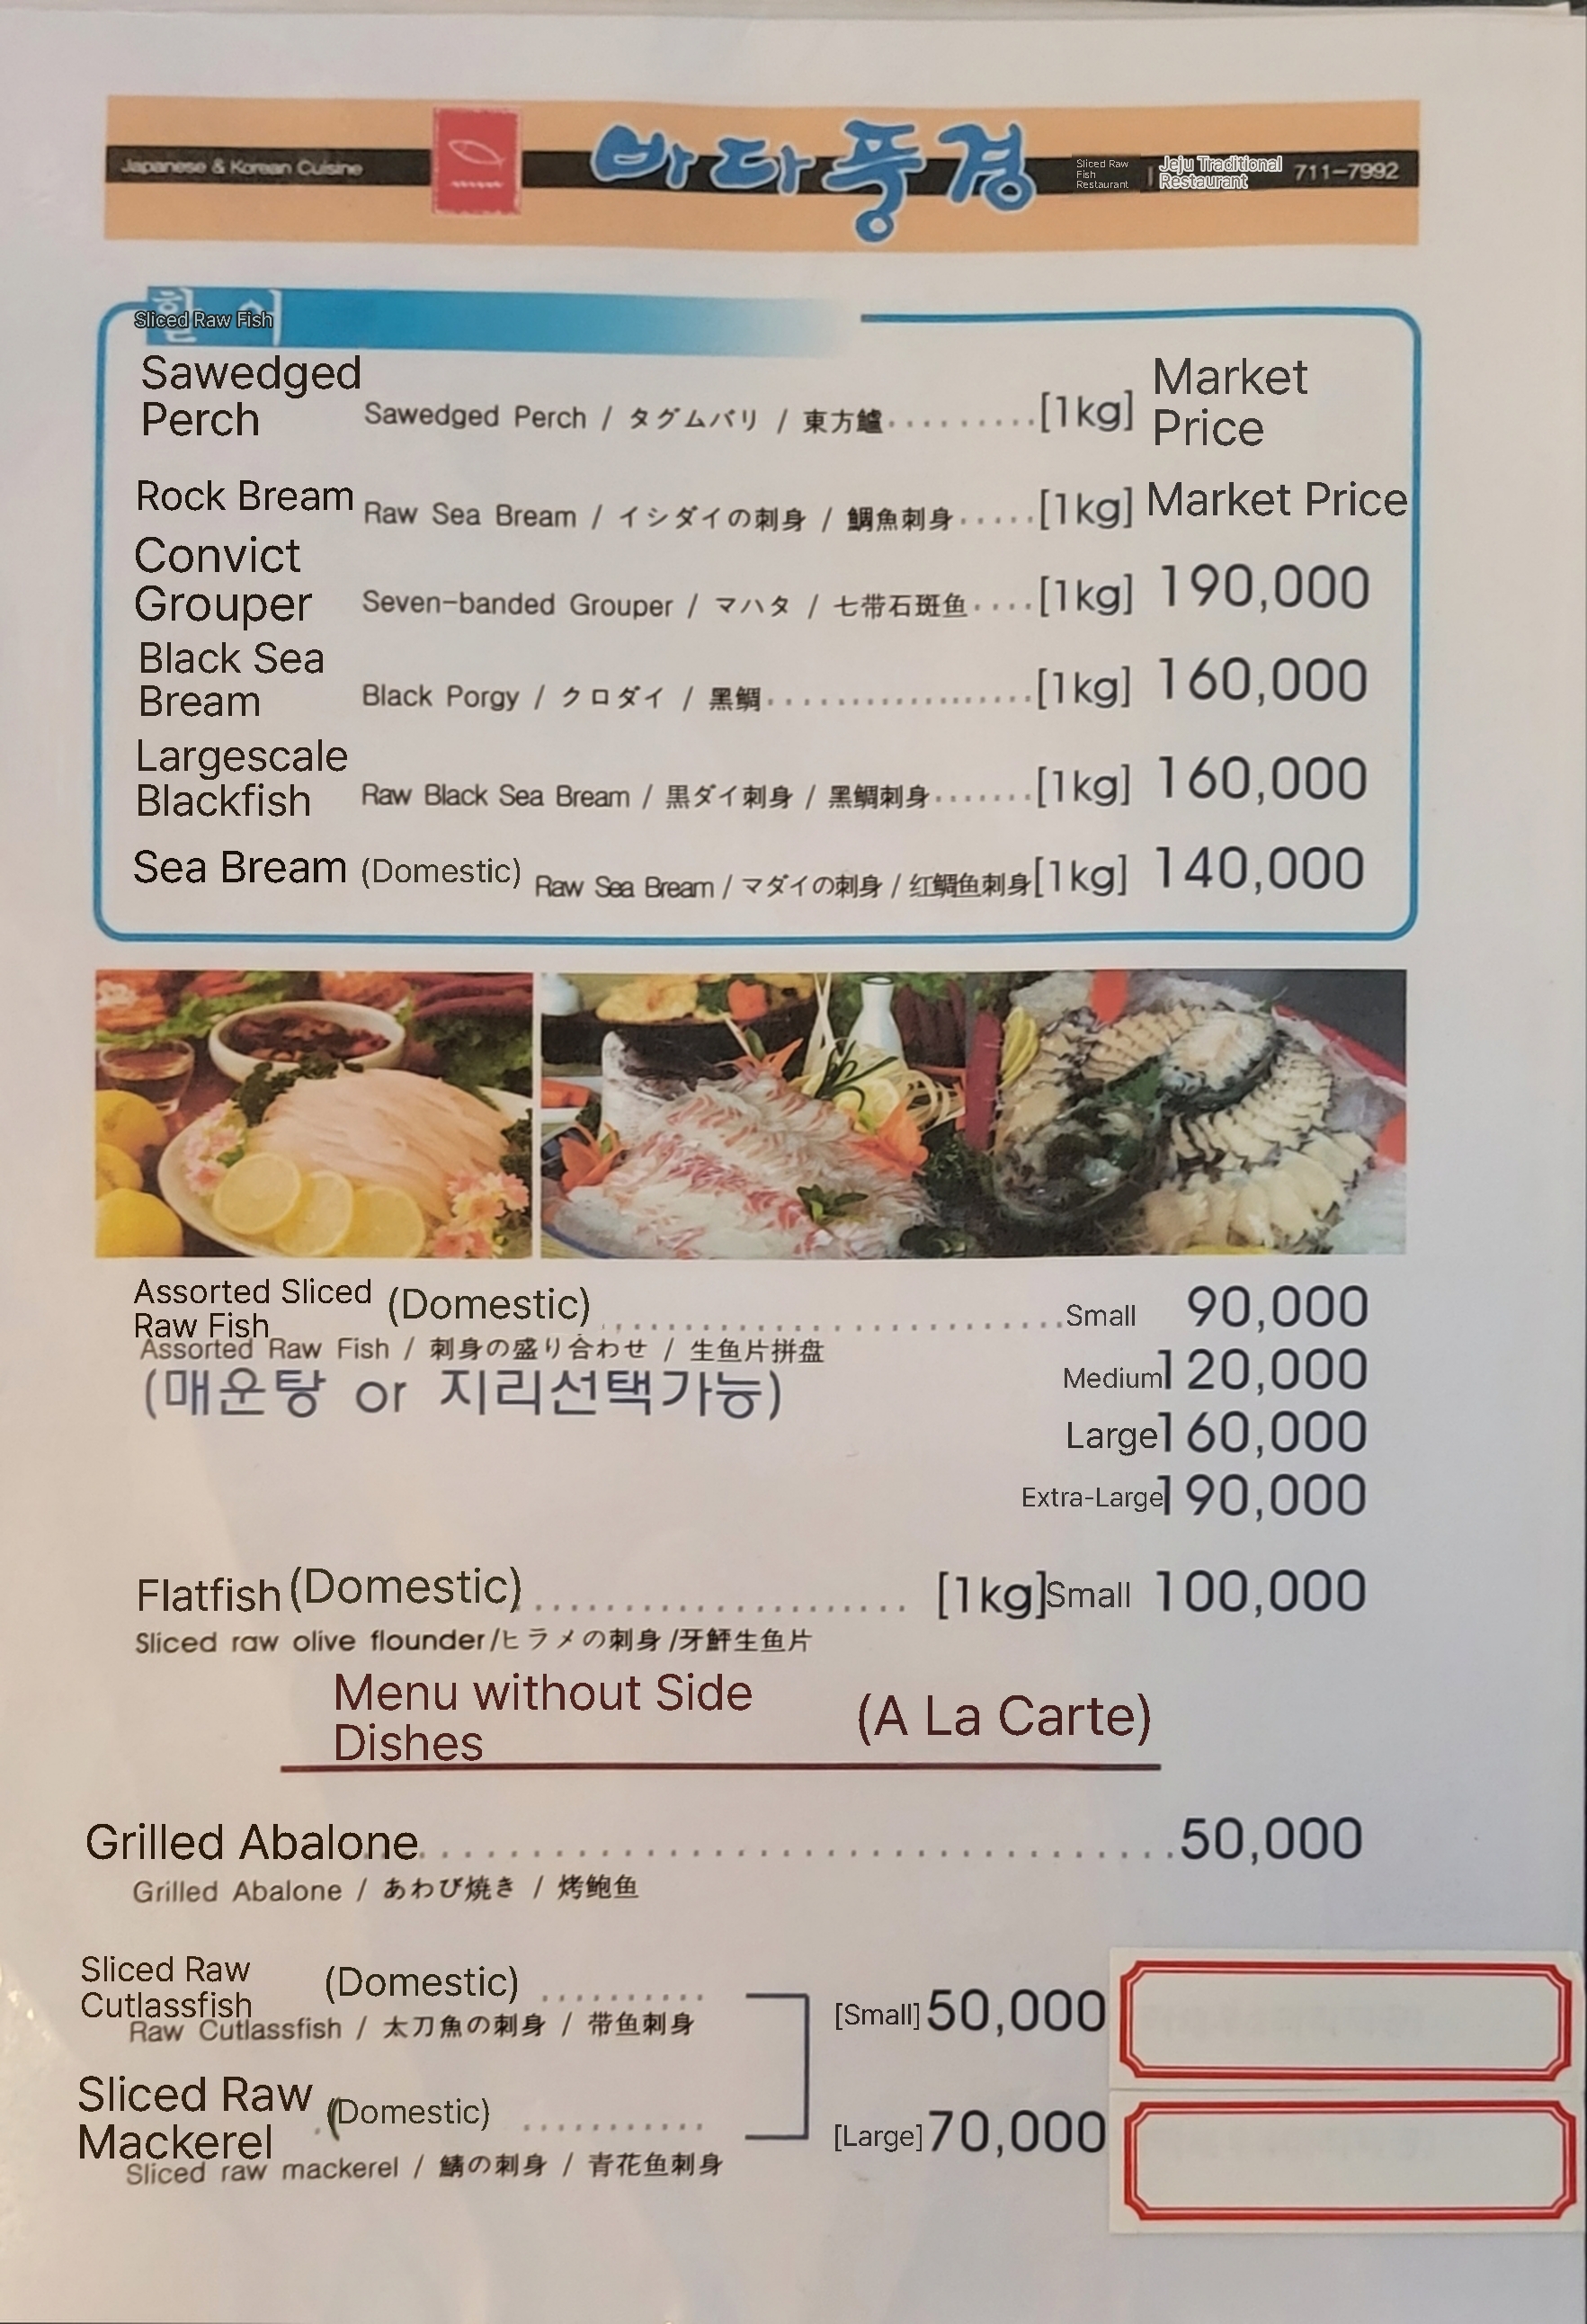 Japanese & Korean Cuisine
바다풍경
Sliced Raw Fish Restaurant | Jeju Traditional Restaurant 711-7992
Sliced Raw Fish
Sawedged Perch Sawedged Perch / タグムバリ / 東方鱸 [1kg] Market Price
Rock Bream Raw Sea Bream / イシダイの刺身 / 鯛魚刺身 [1kg] Market Price
Convict Grouper Seven-banded Grouper / マハタ / 七带石斑鱼 [1kg] 190,000
Black Sea Bream Black Porgy / クロダイ / 黑鲷 [1kg] 160,000
Largescale Blackfish Raw Black Sea Bream / 黒ダイ刺身 / 黑鲷刺身 [1kg] 160,000
Sea Bream (Domestic) Raw Sea Bream / マダイの刺身 / 红鲷鱼刺身 [1kg] 140,000
Assorted Sliced Raw Fish (Domestic) Small 90,000
Assorted Raw Fish / 刺身の盛り合わせ / 生鱼片拼盘
Medium 120,000
(매운탕 or 지리선택가능)
Large 160,000
Extra-Large 190,000
Flatfish (Domestic) [1kg] Small 100,000
Sliced raw olive flounder/ヒラメの刺身/牙鮃生鱼片
Menu without Side Dishes (A La Carte)
Grilled Abalone 50,000
Grilled Abalone / あわび焼き / 烤鲍鱼
Sliced Raw Cutlassfish (Domestic) [Small] 50,000
Raw Cutlassfish / 太刀魚の刺身 / 带鱼刺身
Sliced Raw Mackerel (Domestic) [Large] 70,000
Sliced raw mackerel / 鯖の刺身 / 青花鱼刺身